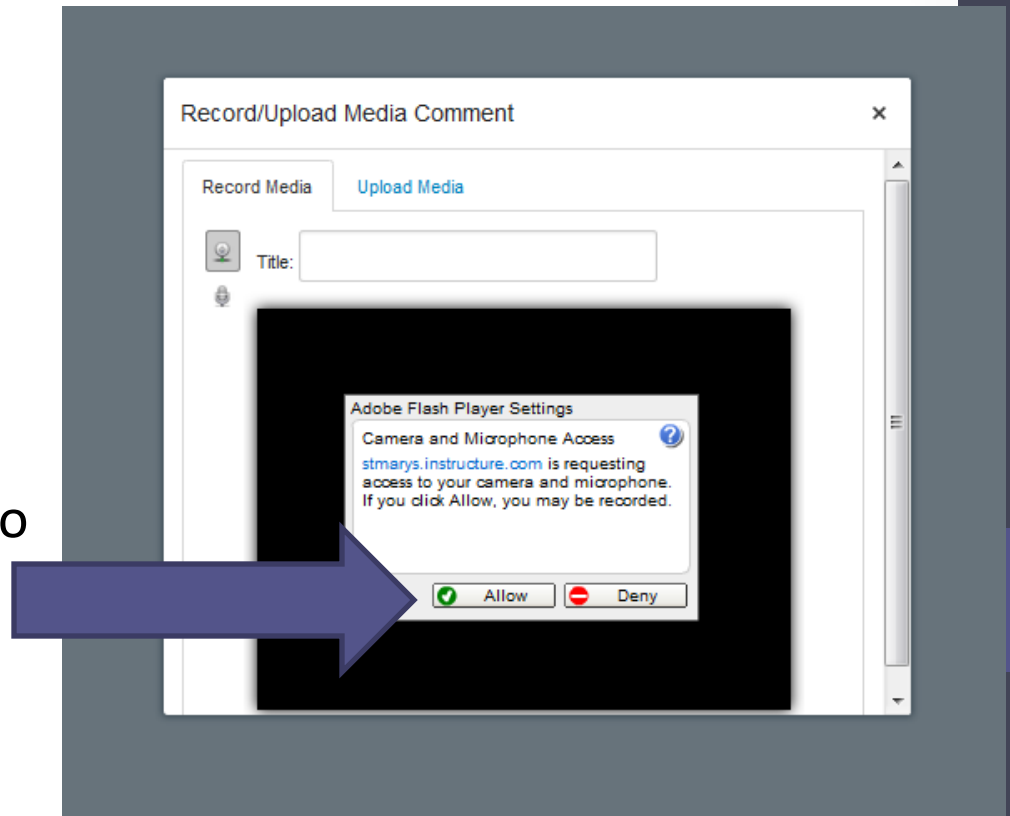 Record/Upload Media Comment
×
Record Media
Upload Media
Title:
Adobe Flash Player Settings
Camera and Microphone Access
?
stmarys.instructure.com is requesting
access to your camera and microphone.
If you click Allow, you may be recorded.
o
Allow
Deny